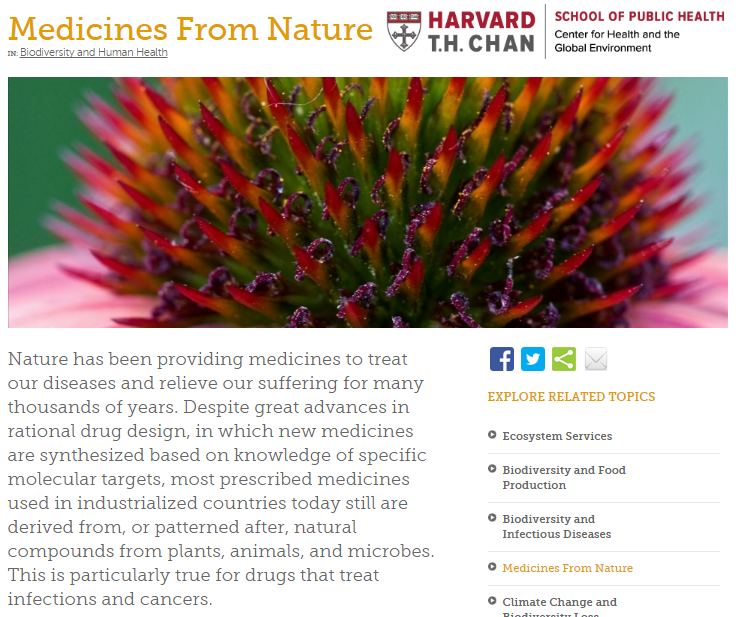 Medicines From Nature
IN: Biodiversity and Human Health
HARVARD
T.H. CHAN
SCHOOL OF PUBLIC HEALTH
Center for Health and the
Global Environment
Nature has been providing medicines to treat
our diseases and relieve our suffering for many
thousands of years. Despite great advances in
rational drug design, in which new medicines
are synthesized based on knowledge of specific
molecular targets, most prescribed medicines
used in industrialized countries today still are
derived from, or patterned after, natural
compounds from plants, animals, and microbes.
This is particularly true for drugs that treat
infections and cancers.
EXPLORE RELATED TOPICS
Ecosystem Services
Biodiversity and Food
Production
Biodiversity and
Infectious Diseases
Medicines From Nature
Climate Change and
Biodiversity Loss